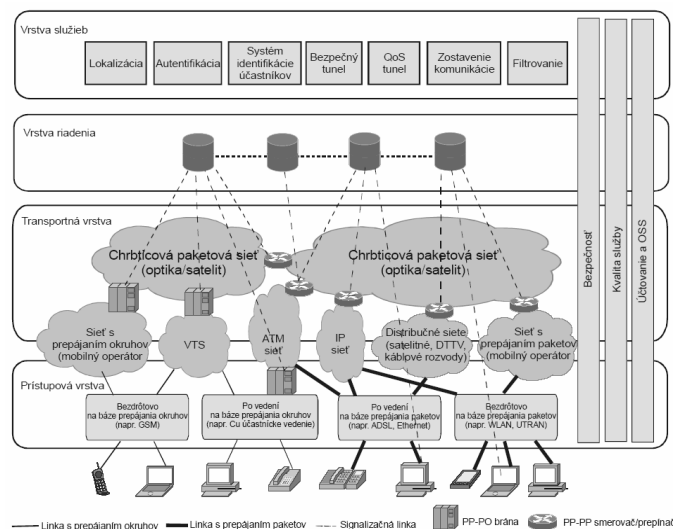 Vrstva služieb
Lokalizácia
Autentifikácia
Systém
identifikácie
účastníkov
Bezpečný
tunel
QoS
tunel
Zostavenie
komunikácie
Filtrovanie
Vrstva riadenia
Transportná vrstva
Chrbticová paketová sieť
(optika/satelit)
Chrbticová paketová sieť
(optika/satelit)
Sieť s
prepájaním okruhov
(mobilný operátor)
VTS
ATM
sieť
IP
sieť
Distribučné siete
(satelitné, DTTV,
káblové rozvody)
Sieť s
prepájaním paketov
(mobilný operátor)
Prístupová vrstva
Bezdrôtovo
na báze prepájania okruhov
(napr. GSM)
Po vedení
na báze prepájania okruhov
(napr. Cu účastnícke vedenie)
Po vedení
na báze prepájania paketov
(napr. ADSL, Ethernet)
Bezdrôtovo
na báze prepájania paketov
(napr. WLAN, UTRAN)
Bezpečnosť
Kvalita služby
Účtovanie a OSS
Linka s prepájaním okruhov
Linka s prepájaním paketov
Signalizačná linka
PP-PO brána
PP-PP smerovač/prepínač